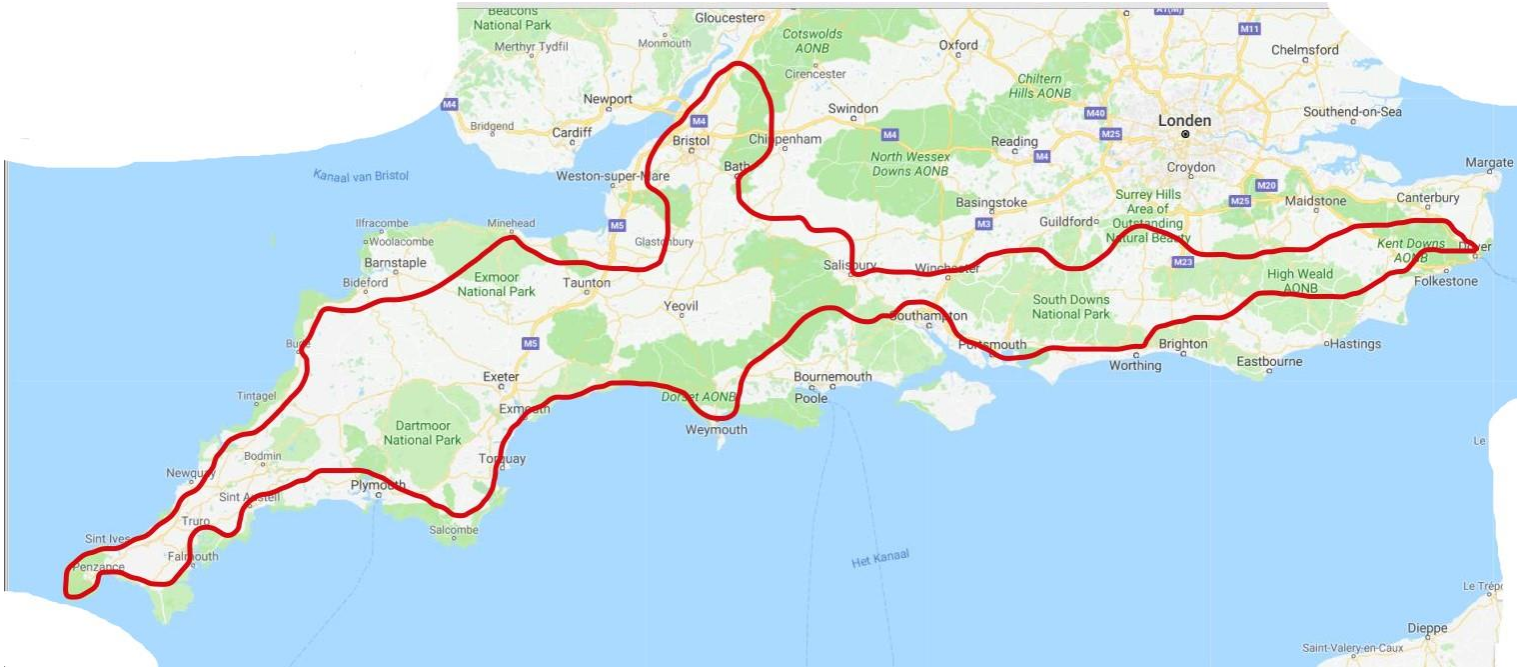 Beacons
National Park
Gloucester
A1(M)
M11
Merthyr Tydfil
Monmouth
Cotswolds
AONB
Oxford
Chelmsford
Cirencester
Chiltern
Hills AONB
M4
Newport
Swindon
M40
Southend-on-Sea
Bridgend
Cardiff
M4
Bristol
Chippenham
M4
M25
Londen
Reading
M4
North Wessex
Downs AONB
Kanaal van Bristol
Weston-super-Mare
Bath
Croydon
Margate
M20
M25
Maidstone
Canterbury
Surrey Hills
Area of
Outstanding
Natural Beauty
Basingstoke
M3
Guildford
Ilfracombe
Woolacombe
Minehead
M5
Glastonbury
Barnstaple
Bideford
Exmoor
National Park
Taunton
Salisbury
Winchester
M23
Kent Downs
AONB
Dover
Folkestone
High Weald
AONB
Yeovil
South Downs
National Park
Southampton
Portsmouth
Brighton
Worthing
Hastings
Eastbourne
Bude
M5
Exeter
Bournemouth
Poole
Tintagel
Exmouth
Dorset AONB
Weymouth
Dartmoor
National Park
Le
Bodmin
Torquay
Newquay
Plymouth
Sint Austell
Truro
Salcombe
Sint Ives
Falmouth
Penzance
Het Kanaal
Le Trépo
Dieppe
Saint-Valery-en-Caux